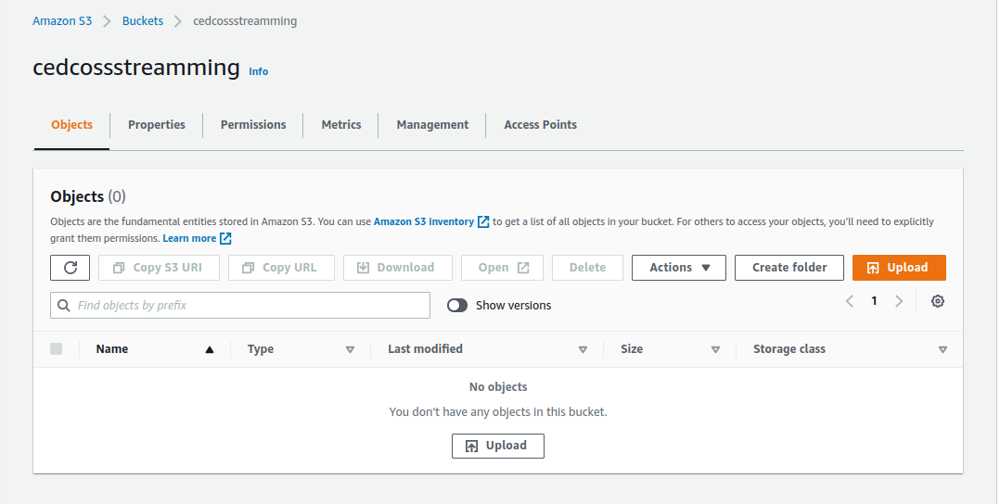 Amazon S3 > Buckets > cedcossstreamming
cedcossstreamming Info
Objects Properties Permissions Metrics Management Access Points
Objects (0)
Objects are the fundamental entities stored in Amazon S3. You can use Amazon S3 inventory to get a list of all objects in your bucket. For others to access your objects, you'll need to explicitly
grant them permissions. Learn more
Copy S3 URI Copy URL Download Open Delete Actions Create folder Upload
Find objects by prefix Show versions 1
Name Type Last modified Size Storage class
No objects
You don't have any objects in this bucket.
Upload